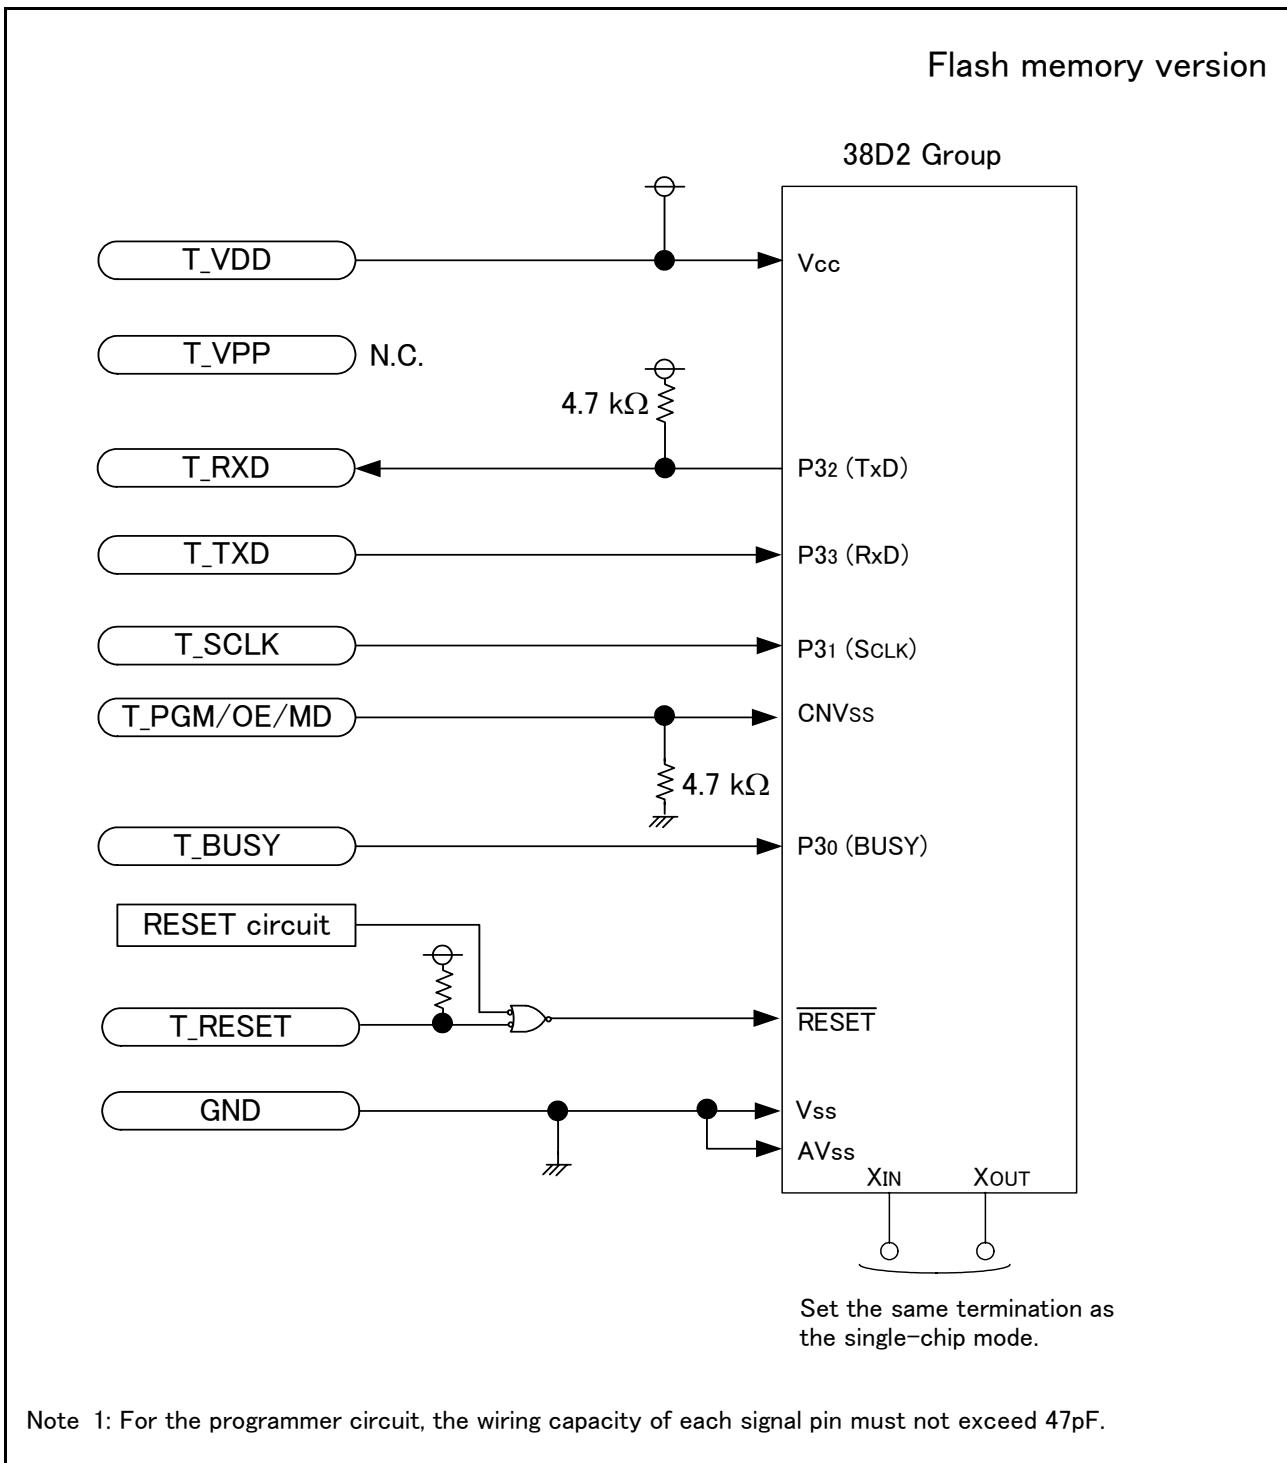 Flash memory version
38D2 Group
T_VDD
Vcc
T_VPP
N.C.
4.7 kΩ
T_RXD
P32 (TxD)
T_TXD
P33 (RxD)
T_SCLK
P31 (SCLK)
T_PGM/OE/MD
CNVSS
4.7 kΩ
T_BUSY
P30 (BUSY)
RESET circuit
T_RESET
RESET
GND
Vss
AVss
XIN
XOUT
Set the same termination as
the single-chip mode.
Note 1: For the programmer circuit, the wiring capacity of each signal pin must not exceed 47pF.